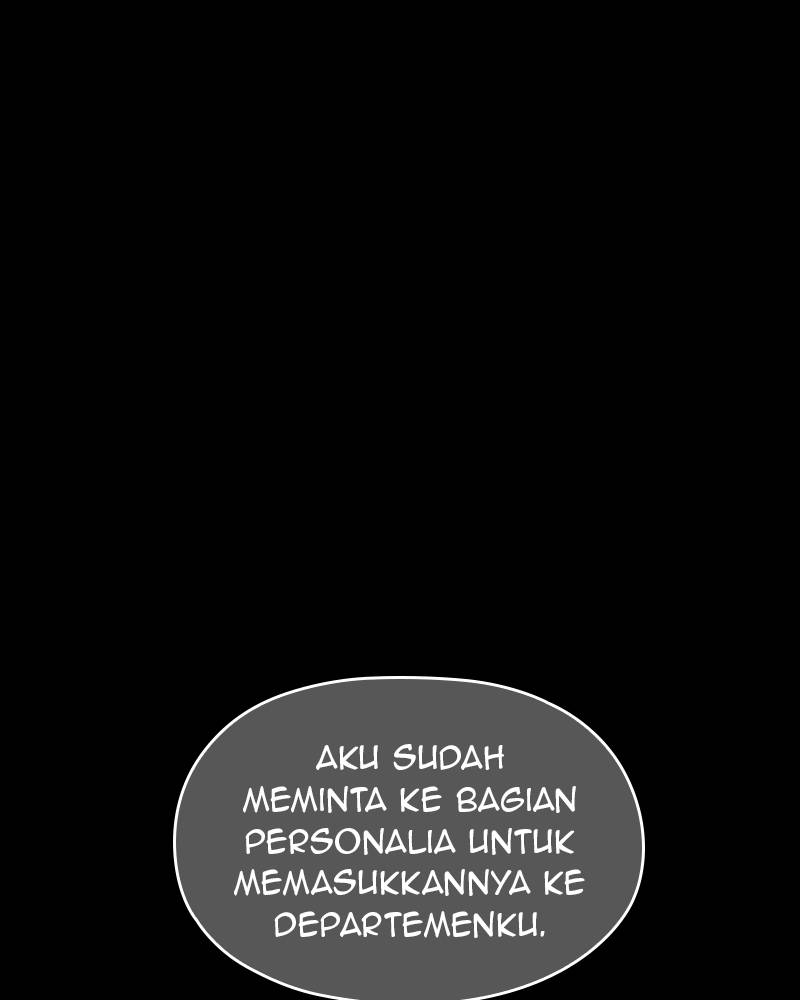 AKU SUDAH
MEMINTA KE BAGIAN
PERSONALIA UNTUK
MEMASUKKANNYA KE
DEPARTEMENKU.